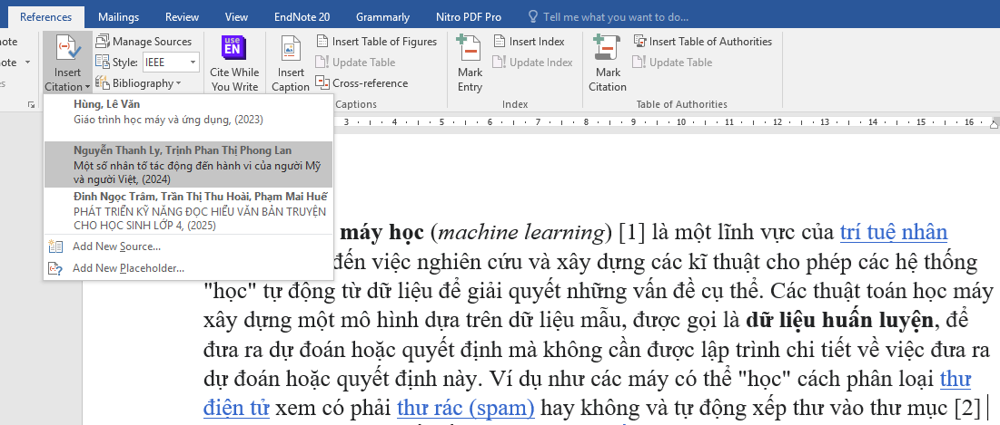 References Mailings Review View EndNote 20 Grammarly Nitro PDF Pro Tell me what you want to do...
Insert Citation
Manage Sources
Style: IEEE
Bibliography
use EN
Cite While You Write
Insert Caption
Insert Table of Figures
Update Table
Cross-reference
Captions
Mark Entry
Insert Index
Update Index
Index
Mark Citation
Insert Table of Authorities
Update Table
Table of Authorities
Hùng, Lê Văn
Giáo trình học máy và ứng dụng, (2023)
Nguyễn Thanh Ly, Trịnh Phan Thị Phong Lan
Một số nhân tố tác động đến hành vi của người Mỹ
và người Việt, (2024)
Đinh Ngọc Trâm, Trần Thị Thu Hoài, Phạm Mai Huế
PHÁT TRIỂN KỸ NĂNG ĐỌC HIỂU VĂN BẢN TRUYỆN
CHO HỌC SINH LỚP 4, (2025)
Add New Source...
Add New Placeholder...
3 4 5 6 7 8 9 10 11 12 13 14 15 16
máy học (machine learning) [1] là một lĩnh vực của trí tuệ nhân
đến việc nghiên cứu và xây dựng các kĩ thuật cho phép các hệ thống
"học" tự động từ dữ liệu để giải quyết những vấn đề cụ thể. Các thuật toán học máy
xây dựng một mô hình dựa trên dữ liệu mẫu, được gọi là dữ liệu huấn luyện, để
đưa ra dự đoán hoặc quyết định mà không cần được lập trình chi tiết về việc đưa ra
dự đoán hoặc quyết định này. Ví dụ như các máy có thể "học" cách phân loại thư
điện tử xem có phải thư rác (spam) hay không và tự động xếp thư vào thư mục [2]